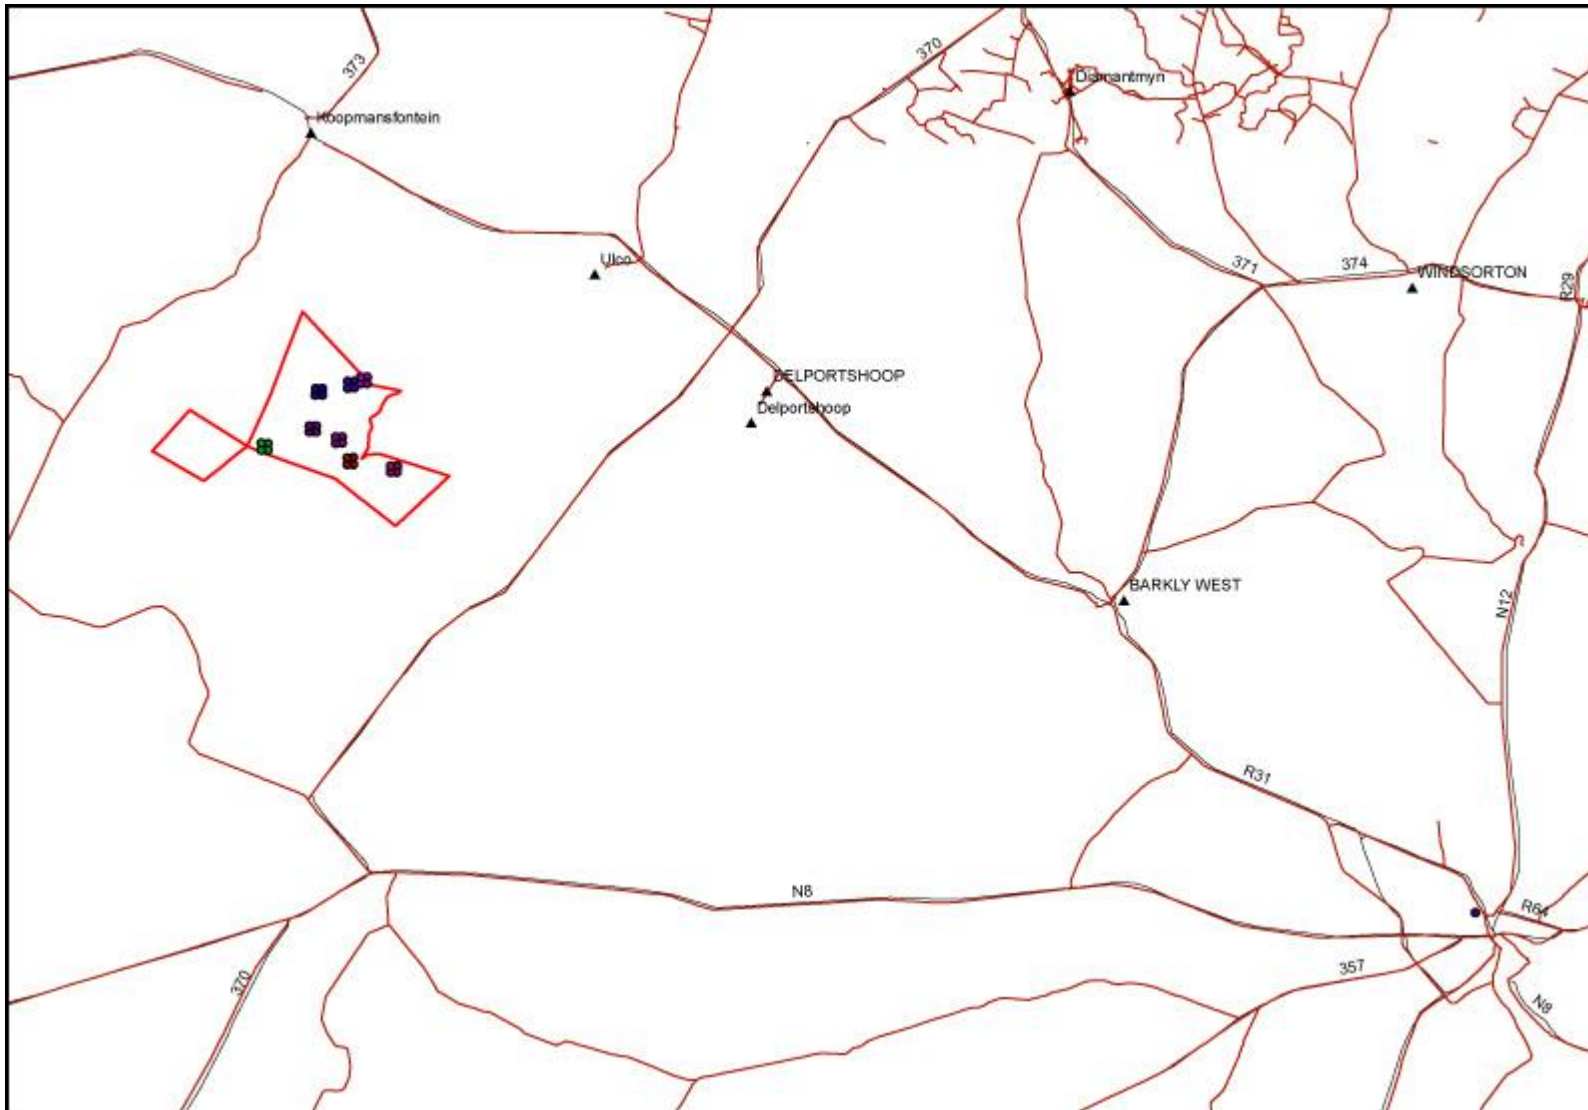 370
373
Diamantmyn
Koopmansfontein
Ulco
371
374
WINDSORTON
R29
DELPORTSHOOP
Delportshoop
BARKLY WEST
N12
R31
N8
R64
357
370
N8